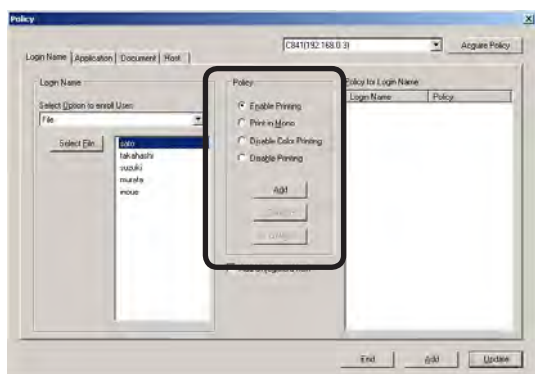 Policy
C841(192.168.0.3)
Acquire Policy
Login Name
Application
Document
Host
Login Name
Policy
Policy for Login Name
Select Option to enroll User:
File
Select File
sato
takahashi
suzuki
murata
inoue
Enable Printing
Print in Mono
Disable Color Printing
Disable Printing
Add
Login Name
Policy
End
Add
Update